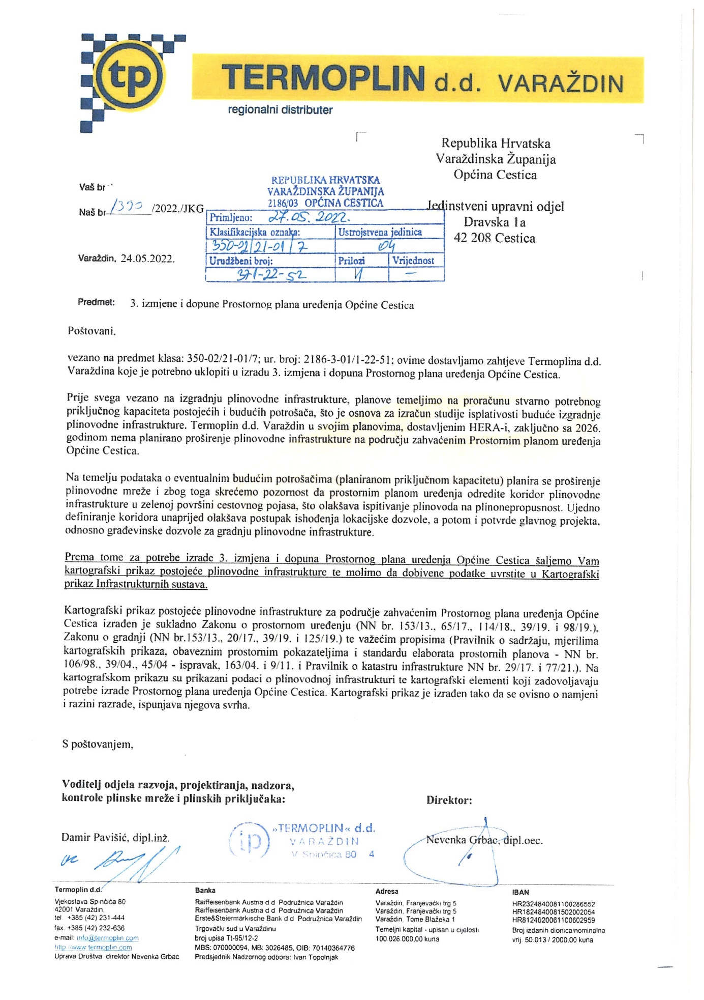 tp
TERMOPLIN d.d. VARAŽDIN
regionalni distributer
Republika Hrvatska
Varaždinska Županija
Općina Cestica
Jedinstveni upravni odjel
Dravska 1a
42 208 Cestica
Vaš br
Naš br /2022./JKG
REPUBLIKA HRVATSKA
VARAŽDINSKA ŽUPANIJA
2186/03 OPĆINA CESTICA
Primljeno: 27.05.2022.
Klasifikacijska oznaka: Ustrojstvena jedinica
350-02/21-01/7 04
Urudžbeni broj: Prilozi Vrijednost
371-22-52 —
Varaždin, 24.05.2022.
Predmet: 3. izmjene i dopune Prostornog plana uređenja Općine Cestica
Poštovani,
vezano na predmet klasa: 350-02/21-01/7; ur. broj: 2186-3-01/1-22-51; ovime dostavljamo zahtjeve Termoplina d.d.
Varaždina koje je potrebno uklopiti u izradu 3. izmjena i dopuna Prostornog plana uređenja Općine Cestica.
Prije svega vezano na izgradnju plinovodne infrastrukture, planove temeljimo na proračunu stvarno potrebnog
priključnog kapaciteta postojećih i budućih potrošača, što je osnova za izračun studije isplativosti buduće izgradnje
plinovodne infrastrukture. Termoplin d.d. Varaždin u svojim planovima, dostavljenim HERA-i, zaključno sa 2026.
godinom nema planirano proširenje plinovodne infrastrukture na području zahvaćenim Prostornim planom uređenja
Općine Cestica.
Na temelju podataka o eventualnim budućim potrošačima (planiranom priključnom kapacitetu) planira se proširenje
plinovodne mreže i zbog toga skrećemo pozornost da prostornim planom uređenja odredite koridor plinovodne
infrastrukture u zelenoj površini cestovnog pojasa, što olakšava ispitivanje plinovoda na plinonepropusnost. Ujedno
definiranje koridora unaprijed olakšava postupak ishođenja lokacijske dozvole, a potom i potvrde glavnog projekta,
odnosno građevinske dozvole za gradnju plinovodne infrastrukture.
Prema tome za potrebe izrade 3. izmjena i dopuna Prostornog plana uređenja Općine Cestica šaljemo Vam
kartografski prikaz postojeće plinovodne infrastrukture te molimo da dobivene podatke uvrstite u Kartografski
prikaz Infrastrukturnih sustava.
Kartografski prikaz postojeće plinovodne infrastrukture za područje zahvaćenim Prostornog plana uređenja Općine
Cestica izrađen je sukladno Zakonu o prostornom uređenju (NN br. 153/13., 65/17., 114/18., 39/19. i 98/19.),
Zakonu o gradnji (NN br.153/13., 20/17., 39/19. i 125/19.) te važećim propisima (Pravilnik o sadržaju, mjerilima
kartografskih prikaza, obaveznim prostornim pokazateljima i standardu elaborata prostornih planova - NN br.
106/98., 39/04., 45/04 - ispravak, 163/04. i 9/11. i Pravilnik o katastru infrastrukture NN br. 29/17. i 77/21.). Na
kartografskom prikazu su prikazani podaci o plinovodnoj infrastrukturi te kartografski elementi koji zadovoljavaju
potrebe izrade Prostornog plana uređenja Općine Cestica. Kartografski prikaz je izrađen tako da se ovisno o namjeni
i razini razrade, ispunjava njegova svrha.
S poštovanjem,
Voditelj odjela razvoja, projektiranja, nadzora,
kontrole plinske mreže i plinskih priključaka:
Direktor:
Damir Pavišić, dipl.inž.
tp
»TERMOPLIN« d.d.
VARAŽDIN
V. Špinčića 80 4
Nevenka Grbac, dipl.oec.
Termoplin d.d.
Vjekoslava Špinčića 80
42001 Varaždin
tel. +385 (42) 231-444
fax. +385 (42) 232-636
e-mail: info@termoplin.com
http://www.termoplin.com
Uprava Društva: direktor Nevenka Grbac
Banka
Raiffeisenbank Austria d d Podružnica Varaždin
Raiffeisenbank Austria d d Podružnica Varaždin
Erste&Steiermärkische Bank d d Podružnica Varaždin
Trgovački sud u Varaždinu
broj upisa Tt-95/12-2
MBS: 070000094, MB: 3026485, OIB: 70140364776
Predsjednik Nadzornog odbora: Ivan Topolnjak
Adresa
Varaždin, Franjevački trg 5
Varaždin, Franjevački trg 5
Varaždin, Tome Blažeka 1
Temeljni kapital - upisan u cijelosti
100.026.000,00 kuna
IBAN
HR2324840081100286552
HR1824840081502002054
HR8124020061100602959
Broj izdanih dionica/nominalna
vrij. 50.013 / 2000,00 kuna